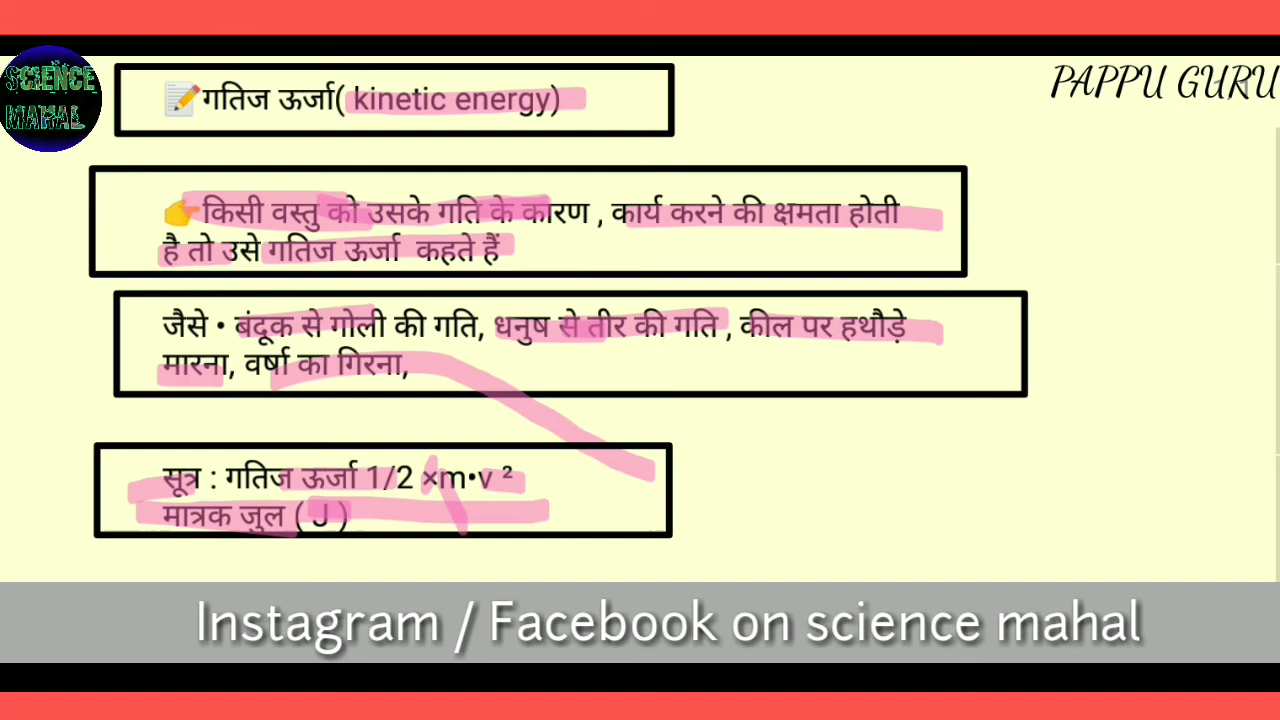 SCIENCE
MAHAL
PAPPU GURU
📝गतिज ऊर्जा( kinetic energy)
👉किसी वस्तु को उसके गति के कारण , कार्य करने की क्षमता होती
है तो उसे गतिज ऊर्जा कहते हैं
जैसे • बंदूक से गोली की गति, धनुष से तीर की गति , कील पर हथौड़े
मारना, वर्षा का गिरना,
सूत्र : गतिज ऊर्जा 1/2 ×m•v ²
मात्रक जुल ( J )
Instagram / Facebook on science mahal